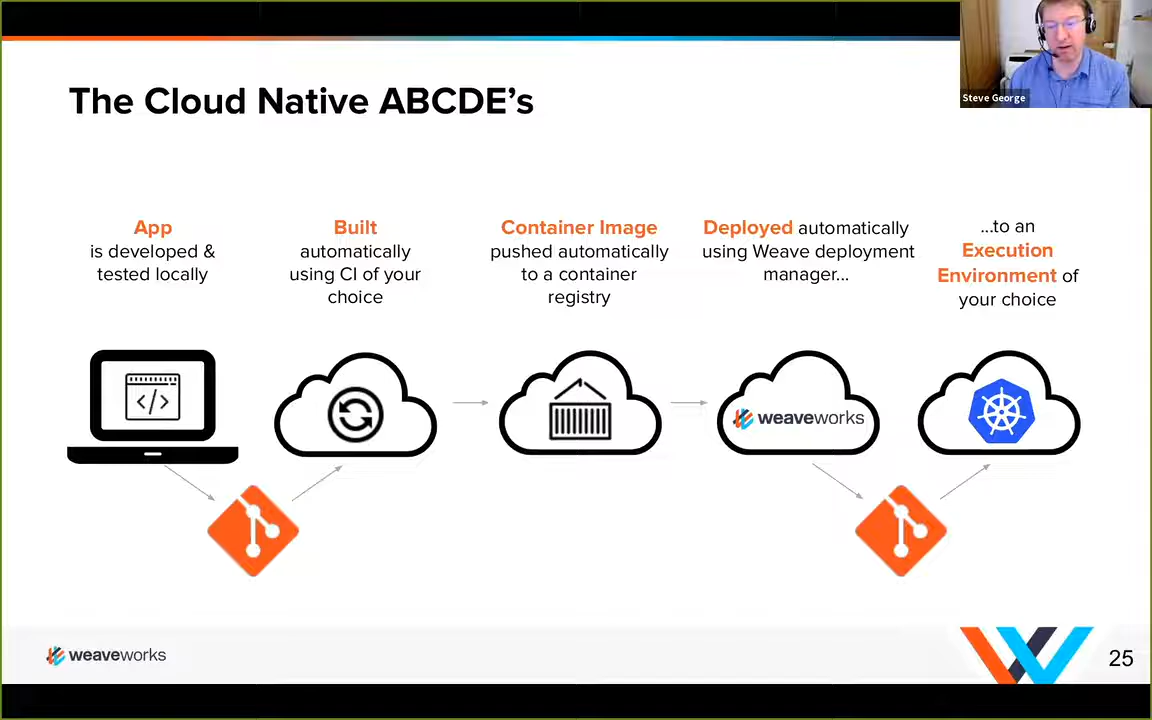 Steve George
The Cloud Native ABCDE's
App
is developed &
tested locally
Built
automatically
using CI of your
choice
Container Image
pushed automatically
to a container
registry
Deployed automatically
using Weave deployment
manager...
...to an
Execution
Environment of
your choice
</>
weaveworks
weaveworks
25